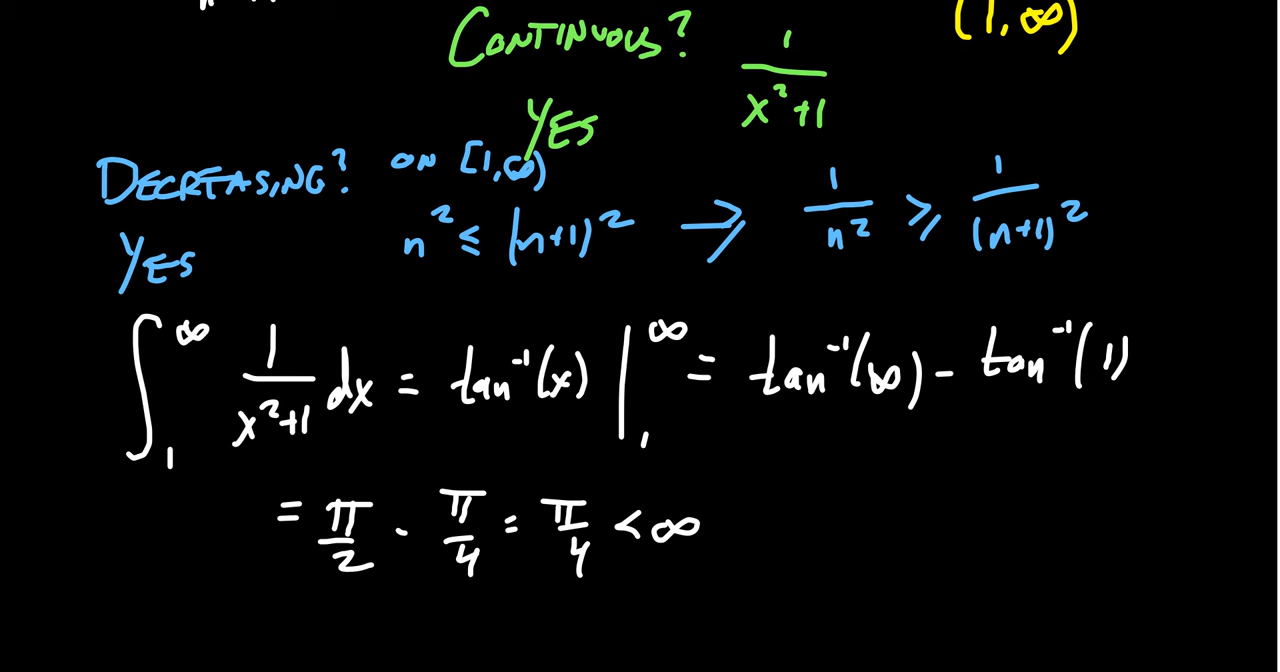 CONTINUOUS? 1/(x²+1) (1, ∞)
YES
DECREASING? ON [1, ∞)
YES n² ≤ (n+1)² → 1/n² ≥ 1/(n+1)²
∫₁^∞ 1/(x²+1) dx = tan⁻¹(x) |₁^∞ = tan⁻¹(∞) - tan⁻¹(1)
= π/2 - π/4 = π/4 < ∞